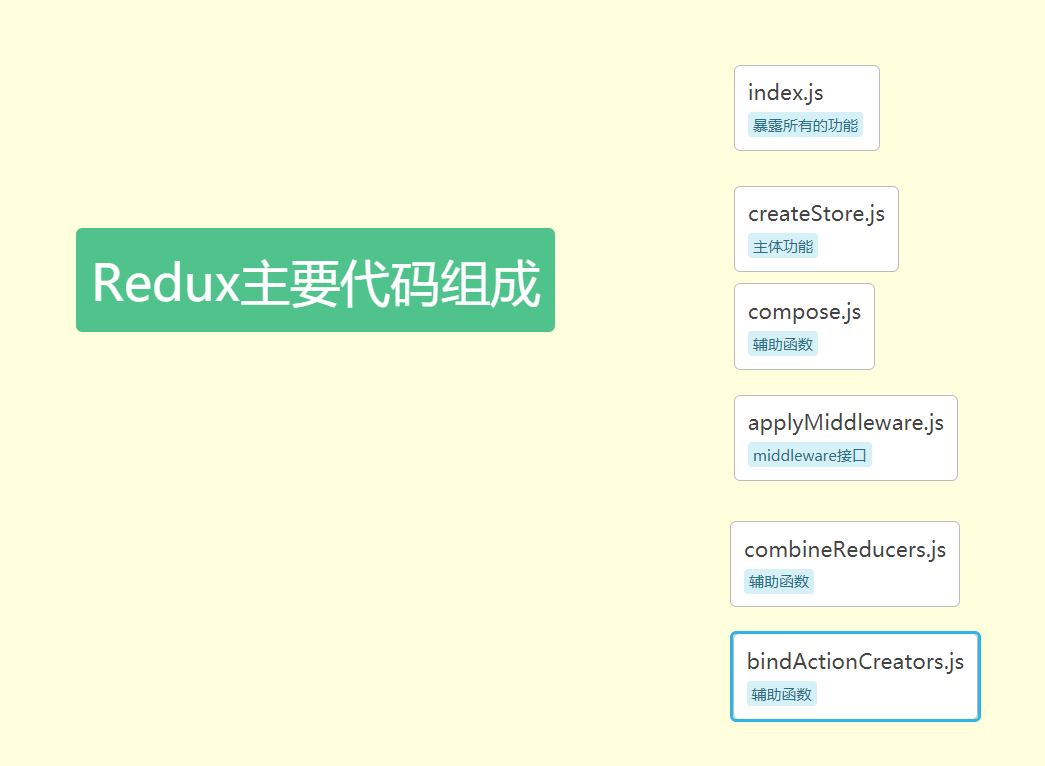 Redux主要代码组成
index.js
暴露所有的功能
createStore.js
主体功能
compose.js
辅助函数
applyMiddleware.js
middleware接口
combineReducers.js
辅助函数
bindActionCreators.js
辅助函数